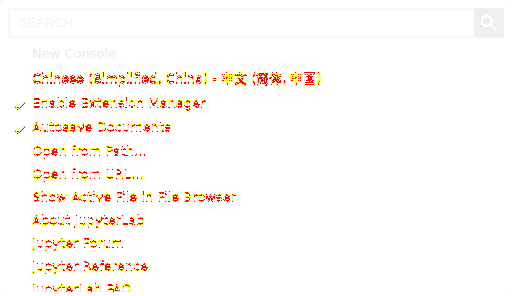 SEARCH
New Console
Chinese (Simplified, China) - 中文 (简体, 中国)
Enable Extension Manager
Autosave Documents
Open from Path...
Open from URL...
Show Active File in File Browser
About JupyterLab
Jupyter Forum
Jupyter Reference
JupyterLab FAQ